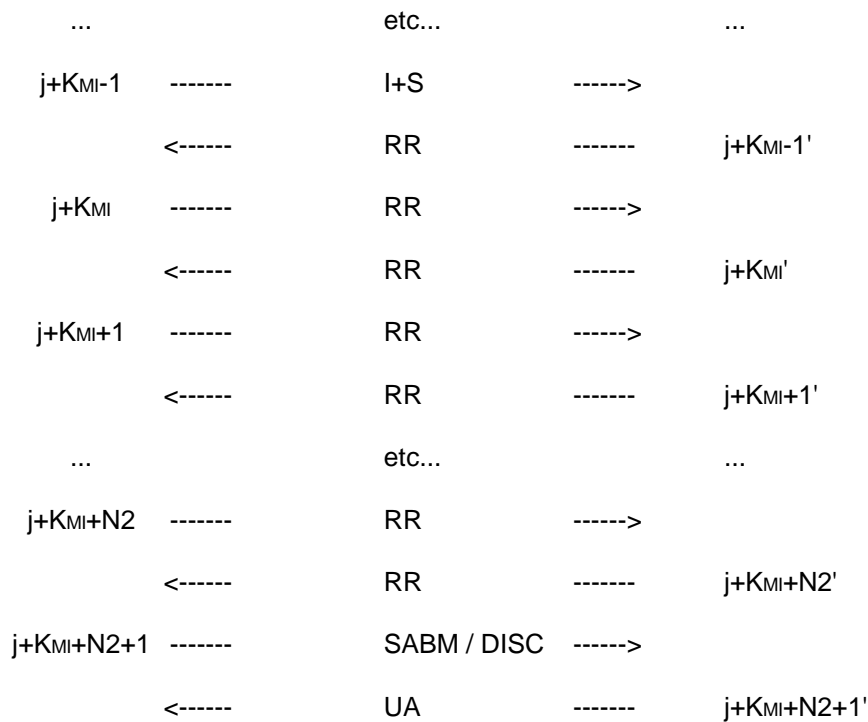 ... etc... ...
j+KMI-1 ------- I+S ------>
<------ RR ------- j+KMI-1'
j+KMI ------- RR ------>
<------ RR ------- j+KMI'
j+KMI+1 ------- RR ------>
<------ RR ------- j+KMI+1'
... etc... ...
j+KMI+N2 ------- RR ------>
<------ RR ------- j+KMI+N2'
j+KMI+N2+1 ------- SABM / DISC ------>
<------ UA ------- j+KMI+N2+1'